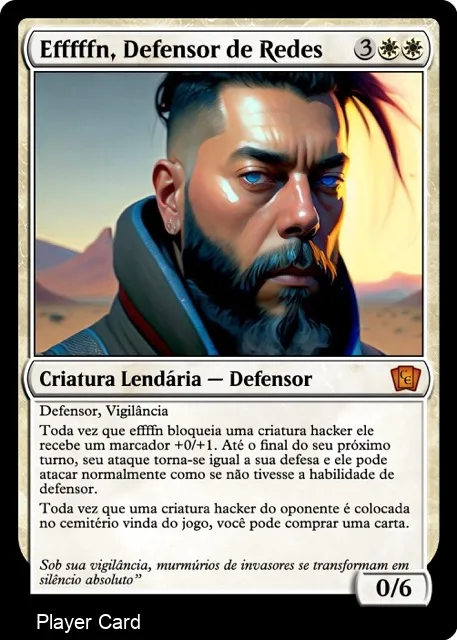 Efffffn, Defensor de Redes 3
Criatura Lendária — Defensor
Defensor, Vigilância
Toda vez que effffn bloqueia uma criatura hacker ele
recebe um marcador +0/+1. Até o final do seu próximo
turno, seu ataque torna-se igual a sua defesa e ele pode
atacar normalmente como se não tivesse a habilidade de
defensor.
Toda vez que uma criatura hacker do oponente é colocada
no cemitério vinda do jogo, você pode comprar uma carta.
Sob sua vigilância, murmúrios de invasores se transformam em
silêncio absoluto”
0/6
Player Card